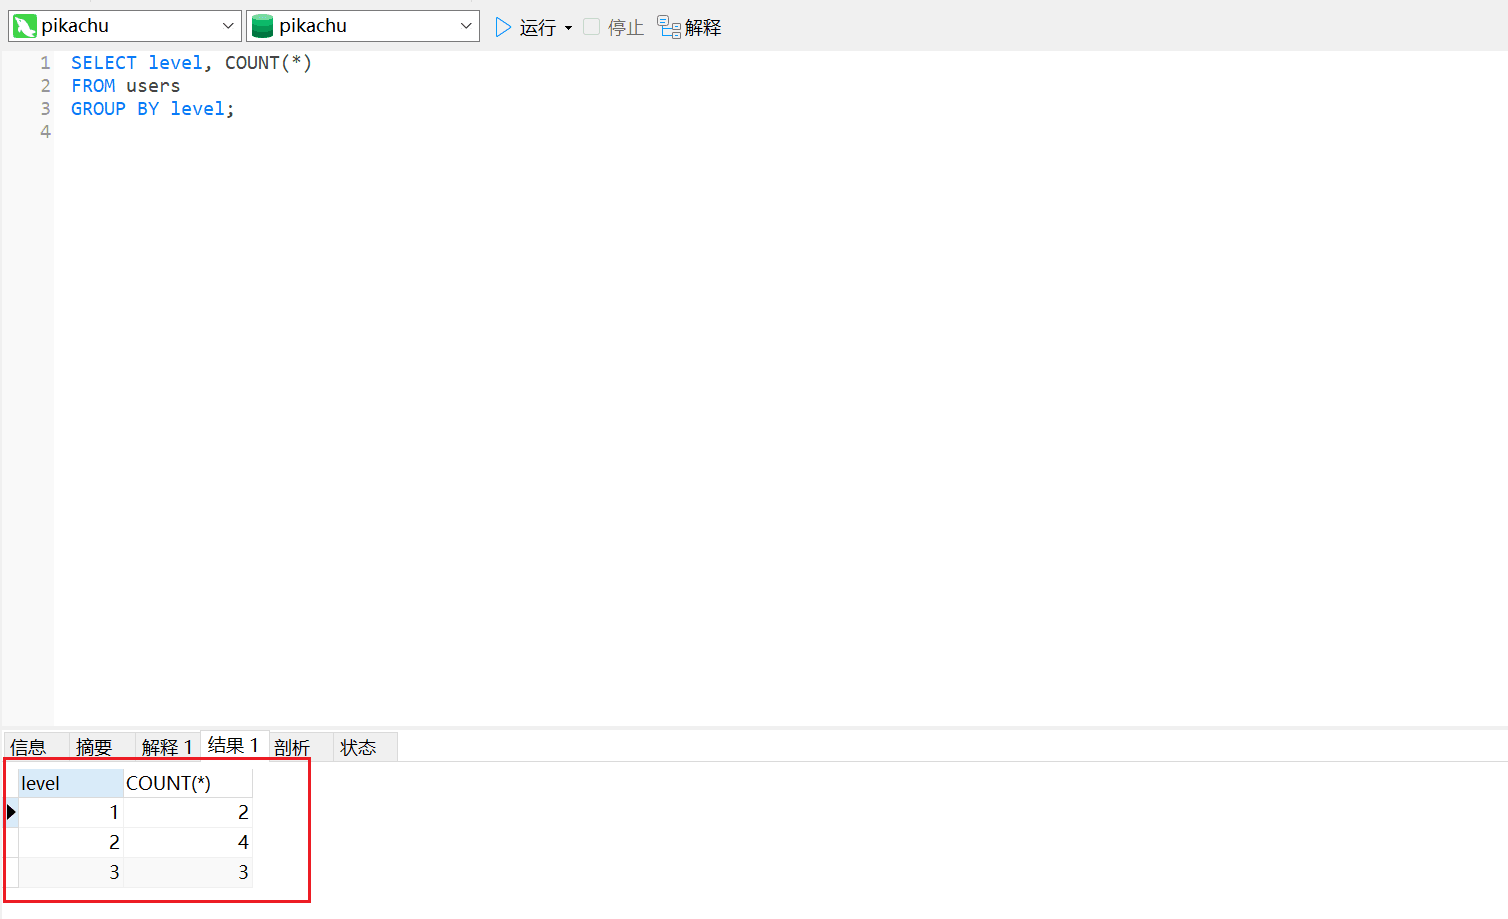 pikachu pikachu 运行 停止 解释
1 SELECT level, COUNT(*)
2 FROM users
3 GROUP BY level;
4
信息 摘要 解释 1 结果 1 剖析 状态
level COUNT(*)
1 2
2 4
3 3